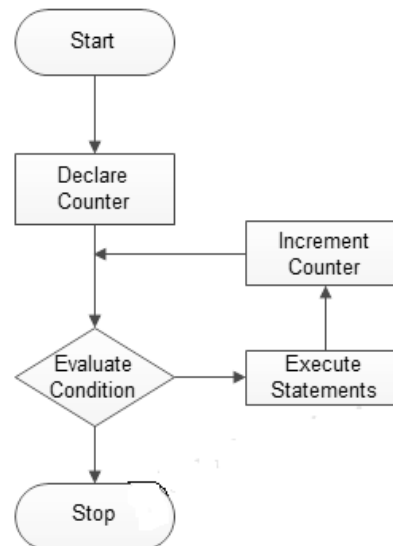 Start
Declare
Counter
Increment
Counter
Evaluate
Condition
Execute
Statements
Stop